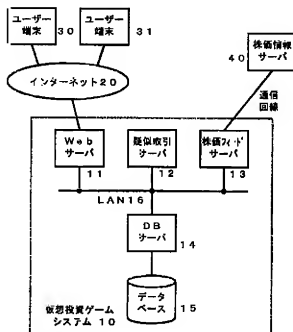 ユーザー
端末
30
ユーザー
端末
31
インターネット20
株価情報
サーバ
40
通信
回線
Web
サーバ
11
疑似取引
サーバ
12
株価フィード
サーバ
13
LAN16
DB
サーバ
14
データ
ベース
15
仮想投資ゲーム
システム 10